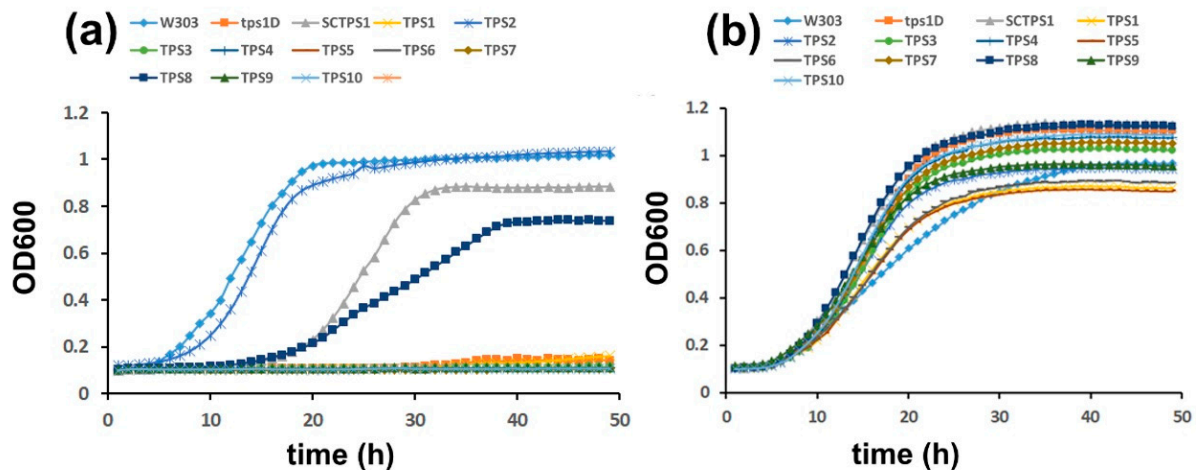 (a)
W303 tps1D SCTPS1 TPS1 TPS2
TPS3 TPS4 TPS5 TPS6 TPS7
TPS8 TPS9 TPS10
1.2
1
0.8
0.6
0.4
0.2
0
OD600
0 10 20 30 40 50
time (h)
(b)
W303 tps1D SCTPS1 TPS1
TPS2 TPS3 TPS4 TPS5
TPS6 TPS7 TPS8 TPS9
TPS10
1.2
1
0.8
0.6
0.4
0.2
0
OD600
0 10 20 30 40 50
time (h)